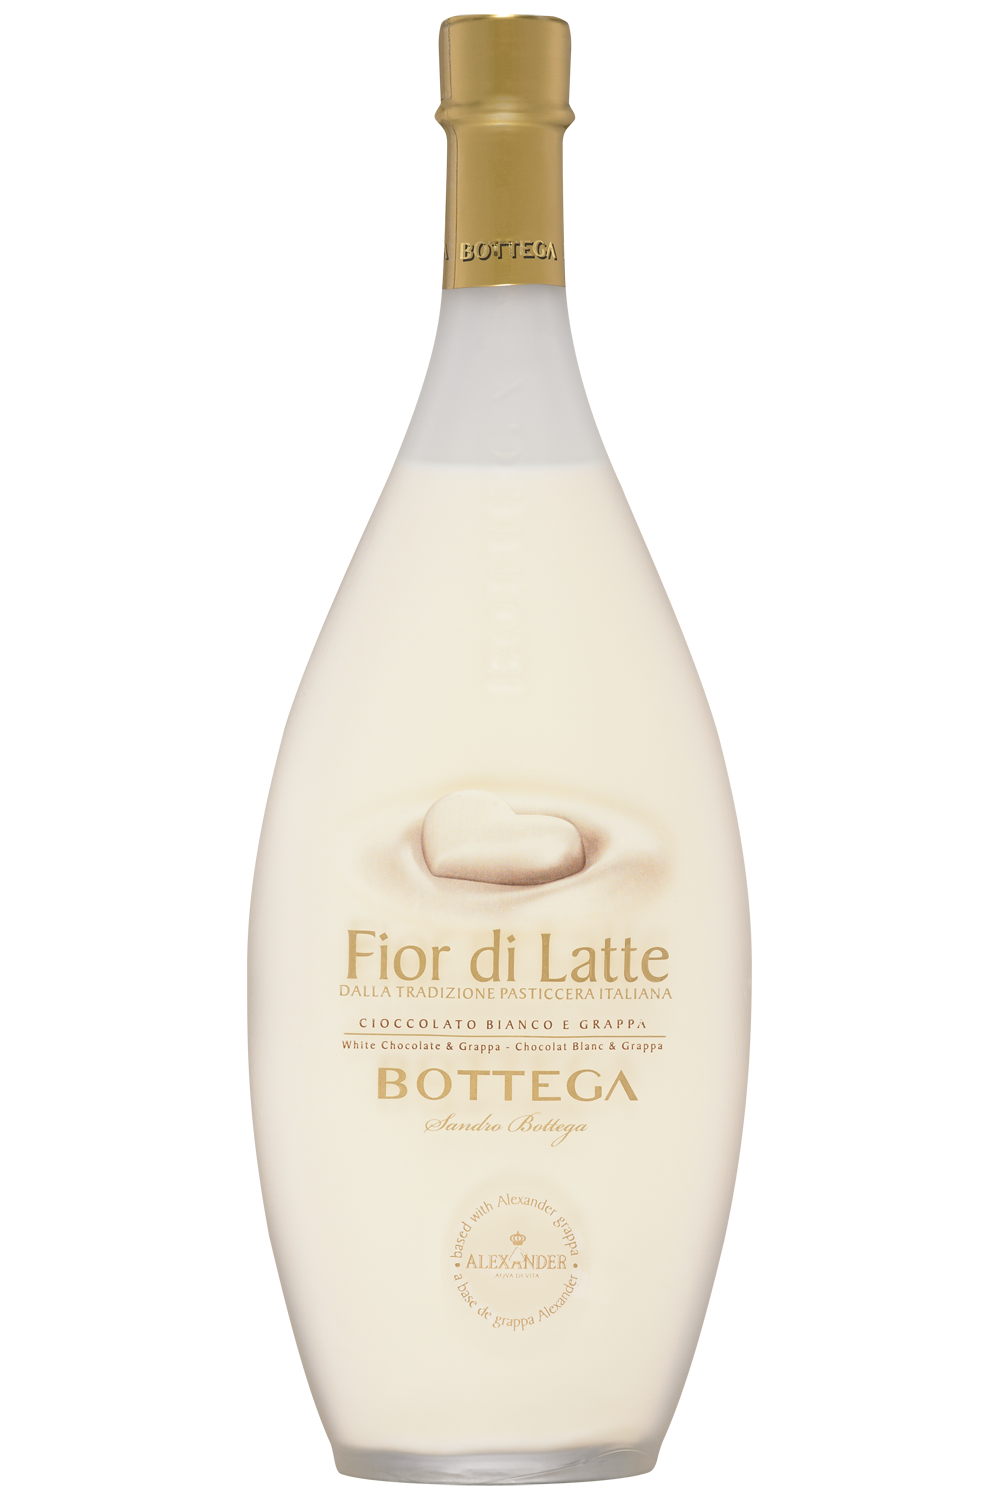 BOTTEGA
Fior di Latte
DALLA TRADIZIONE PASTICCERA ITALIANA
CIOCCOLATO BIANCO E GRAPPA
White Chocolate & Grappa - Chocolat Blanc & Grappa
BOTTEGA
Sandro Bottega
based with Alexander grappa
ALEXANDER
a base de grappa Alexander